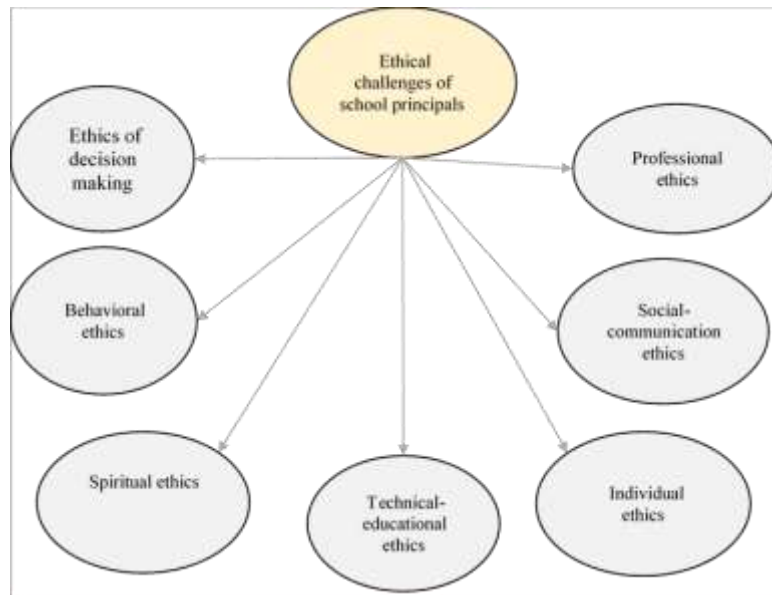 Ethical
challenges of
school principals
Ethics of
decision
making
Professional
ethics
Behavioral
ethics
Social-
communication
ethics
Spiritual ethics
Technical-
educational
ethics
Individual
ethics